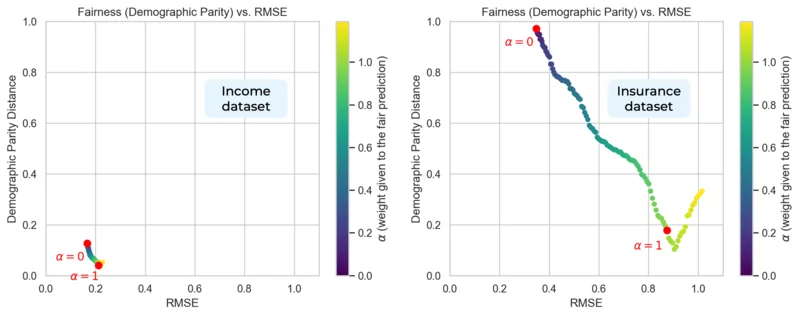 Fairness (Demographic Parity) vs. RMSE
Demographic Parity Distance
1.0
0.8
0.6
0.4
0.2
0.0
Income
dataset
α=0
α=1
0.0 0.2 0.4 0.6 0.8 1.0
RMSE
1.0
0.8
0.6
0.4
0.2
0.0
α (weight given to the fair prediction)
Fairness (Demographic Parity) vs. RMSE
Demographic Parity Distance
1.0
0.8
0.6
0.4
0.2
0.0
α=0
Insurance
dataset
α=1
0.0 0.2 0.4 0.6 0.8 1.0
RMSE
1.0
0.8
0.6
0.4
0.2
0.0
α (weight given to the fair prediction)